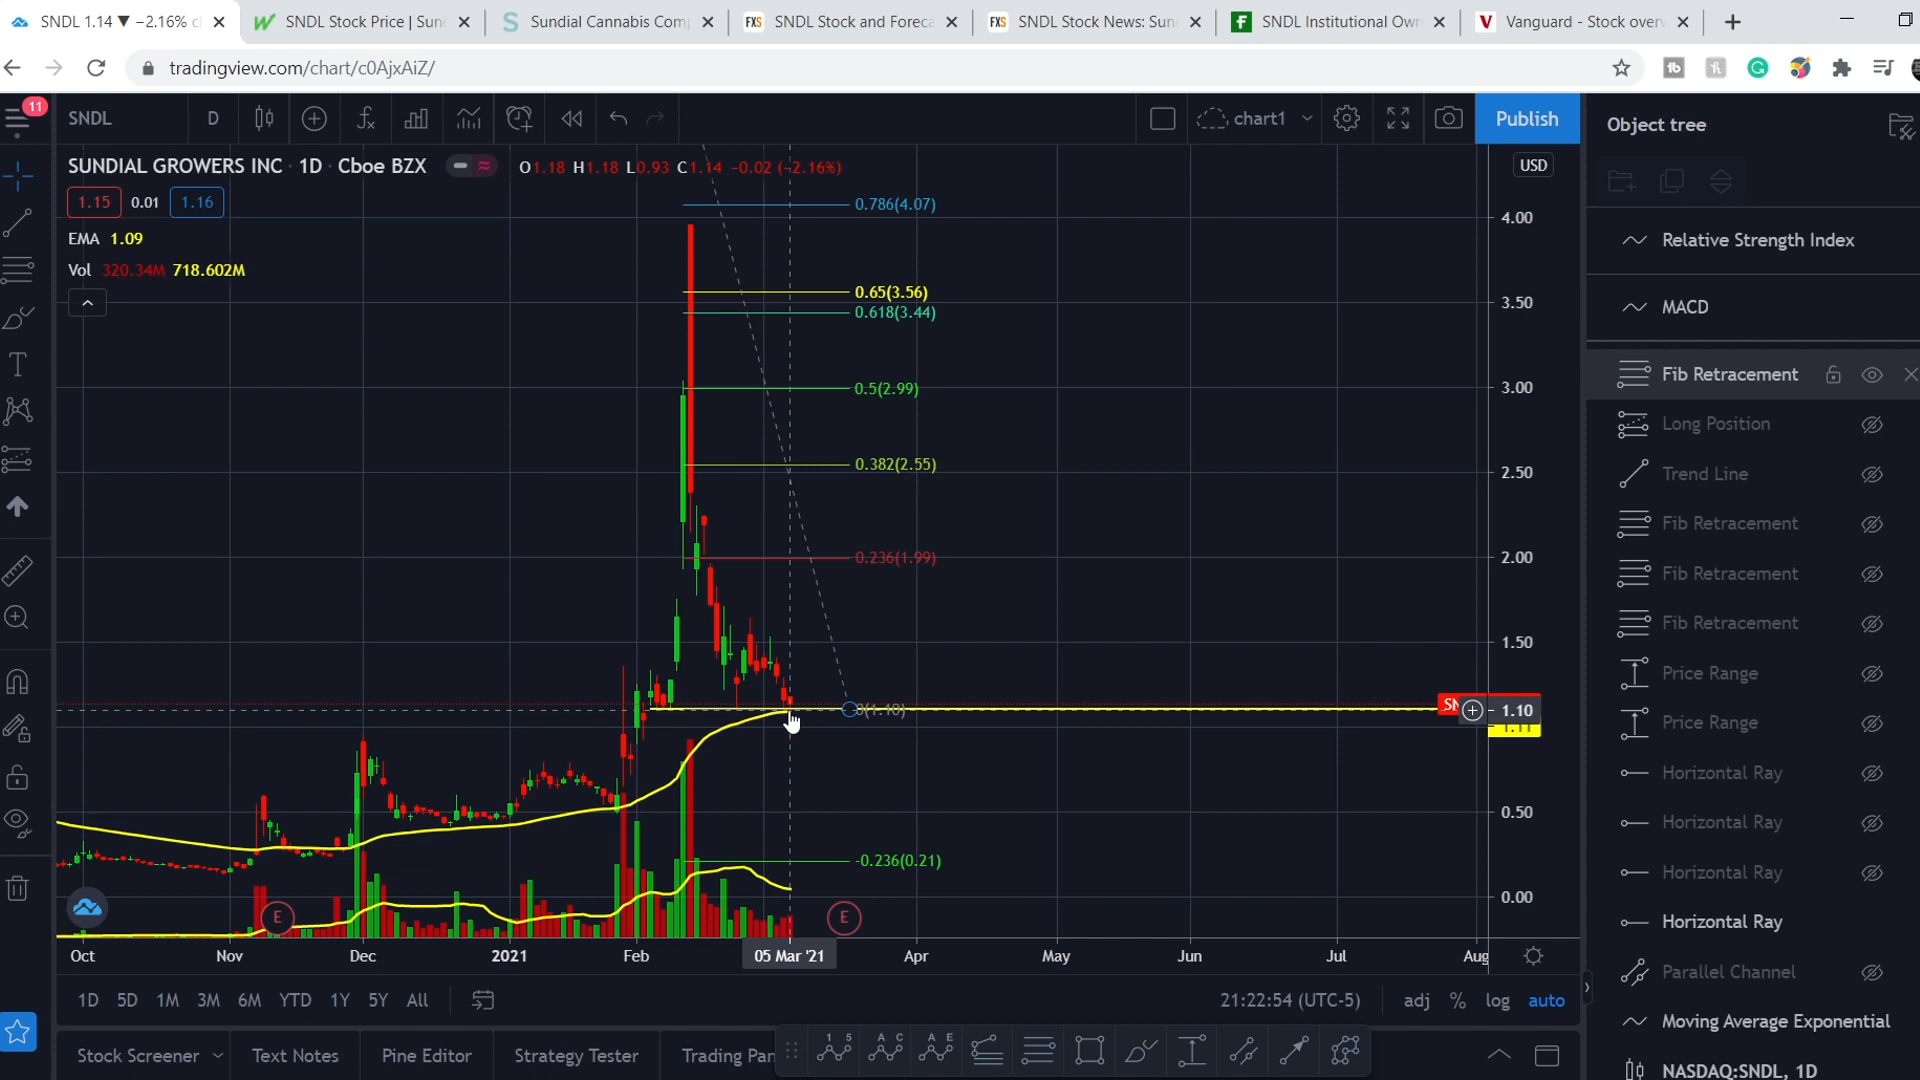 SNDL 1.14 ▼ −2.16% c
SNDL Stock Price | Sun
Sundial Cannabis Com
FXS SNDL Stock and Foreca
FXS SNDL Stock News: Sun
SNDL Institutional Own
V Vanguard - Stock over
tradingview.com/chart/c0AjxAiZ/
11
SNDL D
chart1
Publish
Object tree
SUNDIAL GROWERS INC · 1D · Cboe BZX
O1.18 H1.18 L0.93 C1.14 −0.02 (−2.16%)
USD
1.15 0.01 1.16
EMA 1.09
Vol 320.34M 718.602M
0.786(4.07)
0.65(3.56)
0.618(3.44)
0.5(2.99)
0.382(2.55)
0.236(1.99)
0(1.10)
-0.236(0.21)
4.00
3.50
3.00
2.50
2.00
1.50
SN
1.10
1.11
0.50
0.00
E
E
Oct Nov Dec 2021 Feb 05 Mar '21 Apr May Jun Jul Aug
1D 5D 1M 3M 6M YTD 1Y 5Y All
21:22:54 (UTC-5) adj % log auto
Stock Screener Text Notes Pine Editor Strategy Tester Trading Pan
Relative Strength Index
MACD
Fib Retracement
Long Position
Trend Line
Fib Retracement
Fib Retracement
Fib Retracement
Price Range
Price Range
Horizontal Ray
Horizontal Ray
Horizontal Ray
Horizontal Ray
Parallel Channel
Moving Average Exponential
NASDAQ:SNDL, 1D